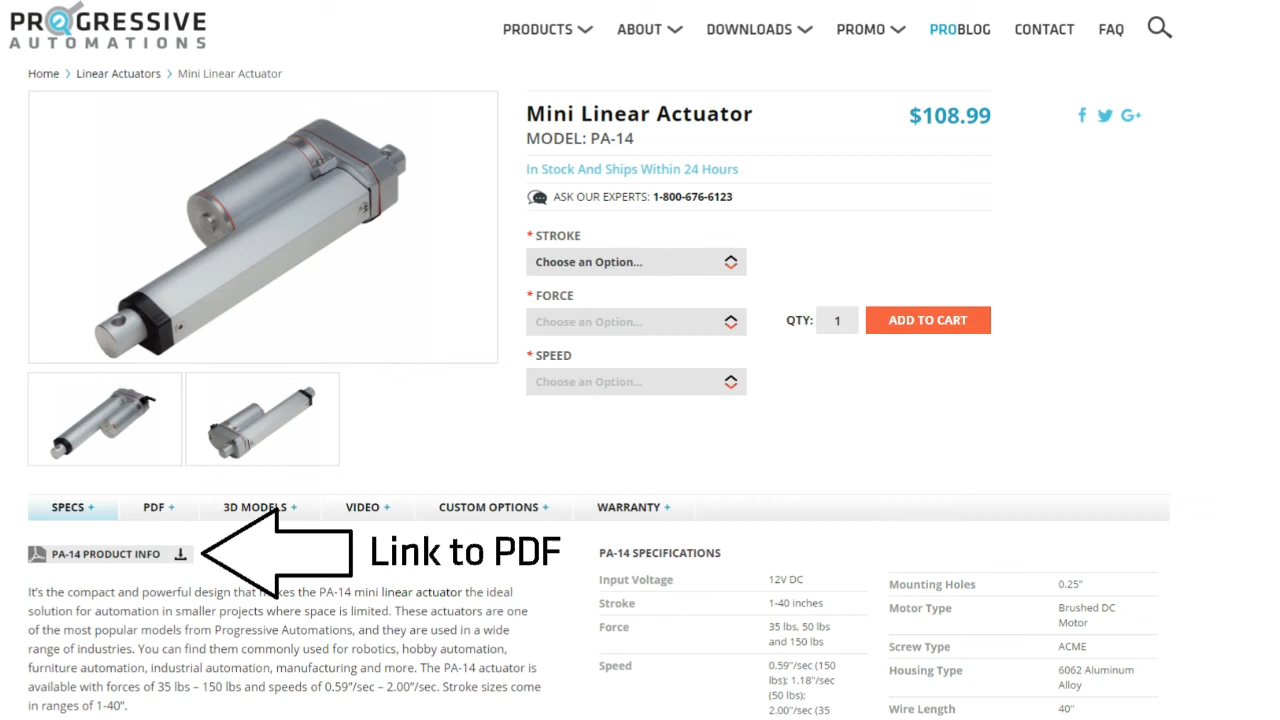 PROGRESSIVE
AUTOMATIONS
PRODUCTS ABOUT DOWNLOADS PROMO PROBLOG CONTACT FAQ
Home Linear Actuators Mini Linear Actuator
Mini Linear Actuator $108.99
MODEL: PA-14
In Stock And Ships Within 24 Hours
ASK OUR EXPERTS: 1-800-676-6123
* STROKE
Choose an Option...
* FORCE
Choose an Option...
QTY: 1 ADD TO CART
* SPEED
Choose an Option...
SPECS + PDF + 3D MODELS + VIDEO + CUSTOM OPTIONS + WARRANTY +
PA-14 PRODUCT INFO
Link to PDF
It's the compact and powerful design that makes the PA-14 mini linear actuator the ideal
solution for automation in smaller projects where space is limited. These actuators are one
of the most popular models from Progressive Automations, and they are used in a wide
range of industries. You can find them commonly used for robotics, hobby automation,
furniture automation, industrial automation, manufacturing and more. The PA-14 actuator is
available with forces of 35 lbs – 150 lbs and speeds of 0.59"/sec – 2.00"/sec. Stroke sizes come
in ranges of 1-40".
PA-14 SPECIFICATIONS
Input Voltage 12V DC
Stroke 1-40 inches
Force 35 lbs, 50 lbs
and 150 lbs
Speed 0.59"/sec (150
lbs); 1.18"/sec
(50 lbs);
2.00"/sec (35
Mounting Holes 0.25"
Motor Type Brushed DC
Motor
Screw Type ACME
Housing Type 6062 Aluminum
Alloy
Wire Length 40"